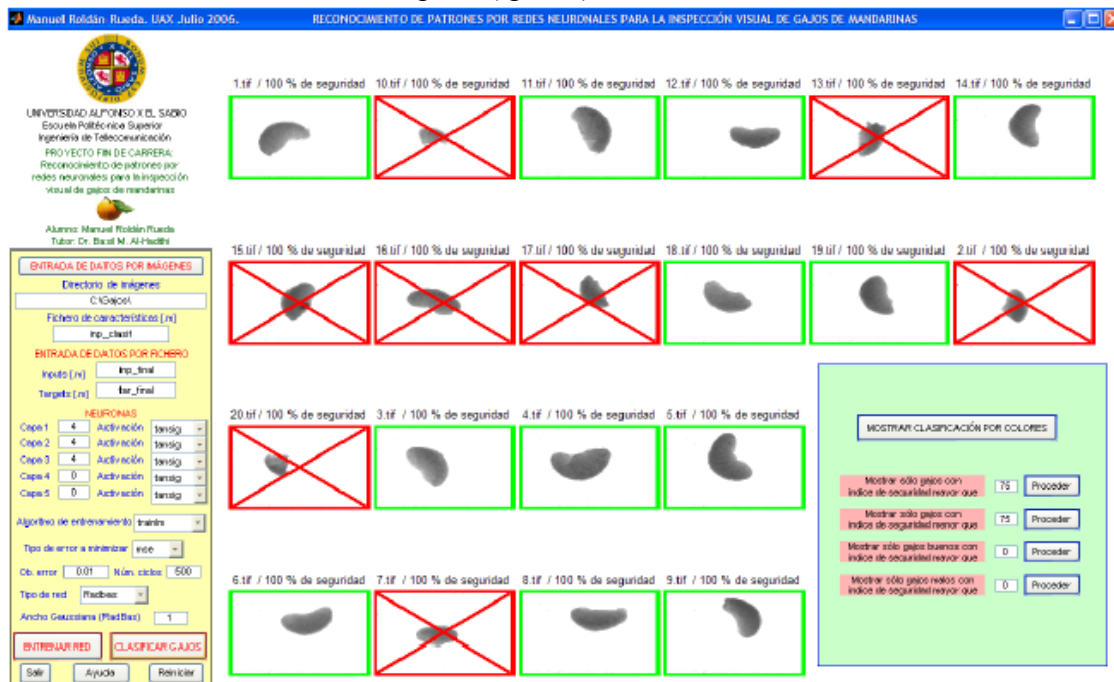 Manuel Roldán Rueda. UAX Julio 2006.
RECONOCIMIENTO DE PATRONES POR REDES NEURONALES PARA LA INSPECCIÓN VISUAL DE GAJOS DE MANDARINAS
UNIVERSIDAD ALFONSO X EL SABIO
Escuela Politécnica Superior
Ingeniería de Telecomunicación
PROYECTO FIN DE CARRERA:
Reconocimiento de patrones por
redes neuronales para la inspección
visual de gajos de mandarinas
Alumno: Manuel Roldán Rueda
Tutor: Dr. Basil M. Al-Hadithi
ENTRADA DE DATOS POR IMÁGENES
Directorio de imágenes
C:\Gajos\
Fichero de características (.m)
inp_clasif
ENTRADA DE DATOS POR FICHERO
Inputs (.m) inp_final
Targets (.m) tar_final
NEURONAS
Capa 1 4 Activación tansig
Capa 2 4 Activación tansig
Capa 3 4 Activación tansig
Capa 4 0 Activación tansig
Capa 5 0 Activación tansig
Algoritmo de entrenamiento trainlm
Tipo de error a minimizar mse
Ob. error 0.01 Núm. ciclos 500
Tipo de red Radbas
Ancho Gaussiana (RadBas) 1
ENTRENAR RED CLASIFICAR GAJOS
Salir Ayuda Reiniciar
1.tif / 100 % de seguridad 10.tif / 100 % de seguridad 11.tif / 100 % de seguridad 12.tif / 100 % de seguridad 13.tif / 100 % de seguridad 14.tif / 100 % de seguridad
15.tif / 100 % de seguridad 16.tif / 100 % de seguridad 17.tif / 100 % de seguridad 18.tif / 100 % de seguridad 19.tif / 100 % de seguridad 2.tif / 100 % de seguridad
20.tif / 100 % de seguridad 3.tif / 100 % de seguridad 4.tif / 100 % de seguridad 5.tif / 100 % de seguridad
6.tif / 100 % de seguridad 7.tif / 100 % de seguridad 8.tif / 100 % de seguridad 9.tif / 100 % de seguridad
MOSTRAR CLASIFICACIÓN POR COLORES
Mostrar sólo gajos con
índice de seguridad mayor que 75 Proceder
Mostrar sólo gajos con
índice de seguridad menor que 75 Proceder
Mostrar sólo gajos buenos con
índice de seguridad mayor que 0 Proceder
Mostrar sólo gajos malos con
índice de seguridad mayor que 0 Proceder